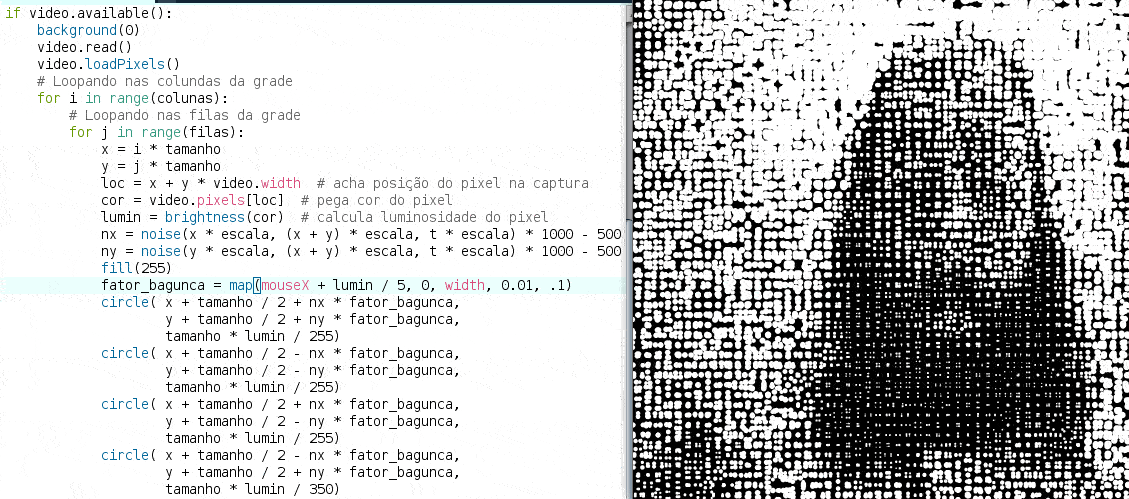 if video.available():
    background(0)
    video.read()
    video.loadPixels()
    # Loopando nas colundas da grade
    for i in range(colunas):
        # Loopando nas filas da grade
        for j in range(filas):
            x = i * tamanho
            y = j * tamanho
            loc = x + y * video.width  # acha posição do pixel na captura
            cor = video.pixels[loc]  # pega cor do pixel
            lumin = brightness(cor)  # calcula luminosidade do pixel
            nx = noise(x * escala, (x + y) * escala, t * escala) * 1000 - 500
            ny = noise(y * escala, (x + y) * escala, t * escala) * 1000 - 500
            fill(255)
            fator_bagunca = map(mouseX + lumin / 5, 0, width, 0.01, .1)
            circle( x + tamanho / 2 + nx * fator_bagunca,
                    y + tamanho / 2 + ny * fator_bagunca,
                    tamanho * lumin / 255)
            circle( x + tamanho / 2 - nx * fator_bagunca,
                    y + tamanho / 2 - ny * fator_bagunca,
                    tamanho * lumin / 255)
            circle( x + tamanho / 2 + nx * fator_bagunca,
                    y + tamanho / 2 - ny * fator_bagunca,
                    tamanho * lumin / 255)
            circle( x + tamanho / 2 - nx * fator_bagunca,
                    y + tamanho / 2 + ny * fator_bagunca,
                    tamanho * lumin / 350)